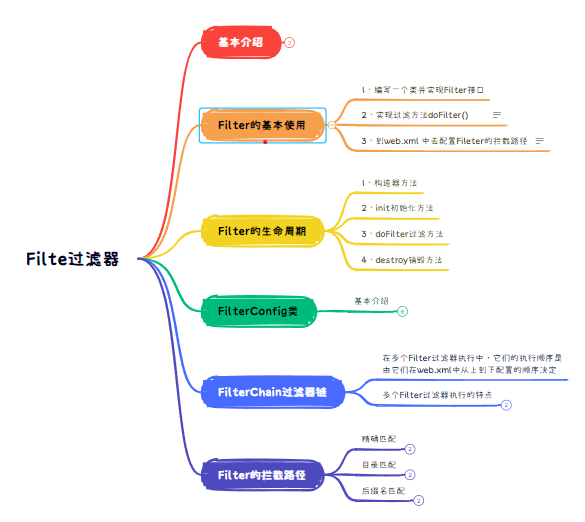 Filte过滤器
基本介绍
3
Filter的基本使用
1、编写一个类并实现Filter接口
2、实现过滤方法doFilter()
3、到web.xml 中去配置Fileter的拦截路径
Filter的生命周期
1、构造器方法
2、init初始化方法
3、doFilter过滤方法
4、destroy销毁方法
FilterConfig类
基本介绍
6
FilterChain过滤器链
在多个Filter过滤器执行中，它们的执行顺序是
由它们在web.xml中从上到下配置的顺序决定
多个Filter过滤器执行的特点
2
Filter的拦截路径
精确匹配
2
目录匹配
2
后缀名匹配
2